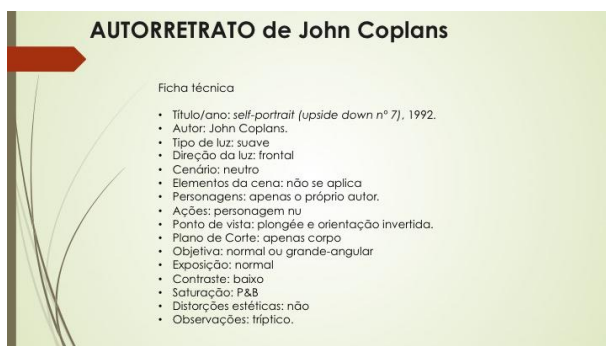 AUTORRETRATO de John Coplans
Ficha técnica
• Título/ano: self-portrait (upside down nº 7), 1992.
• Autor: John Coplans.
• Tipo de luz: suave
• Direção da luz: frontal
• Cenário: neutro
• Elementos da cena: não se aplica
• Personagens: apenas o próprio autor.
• Ações: personagem nu
• Ponto de vista: plongée e orientação invertida.
• Plano de Corte: apenas corpo
• Objetiva: normal ou grande-angular
• Exposição: normal
• Contraste: baixo
• Saturação: P&B
• Distorções estéticas: não
• Observações: tríptico.